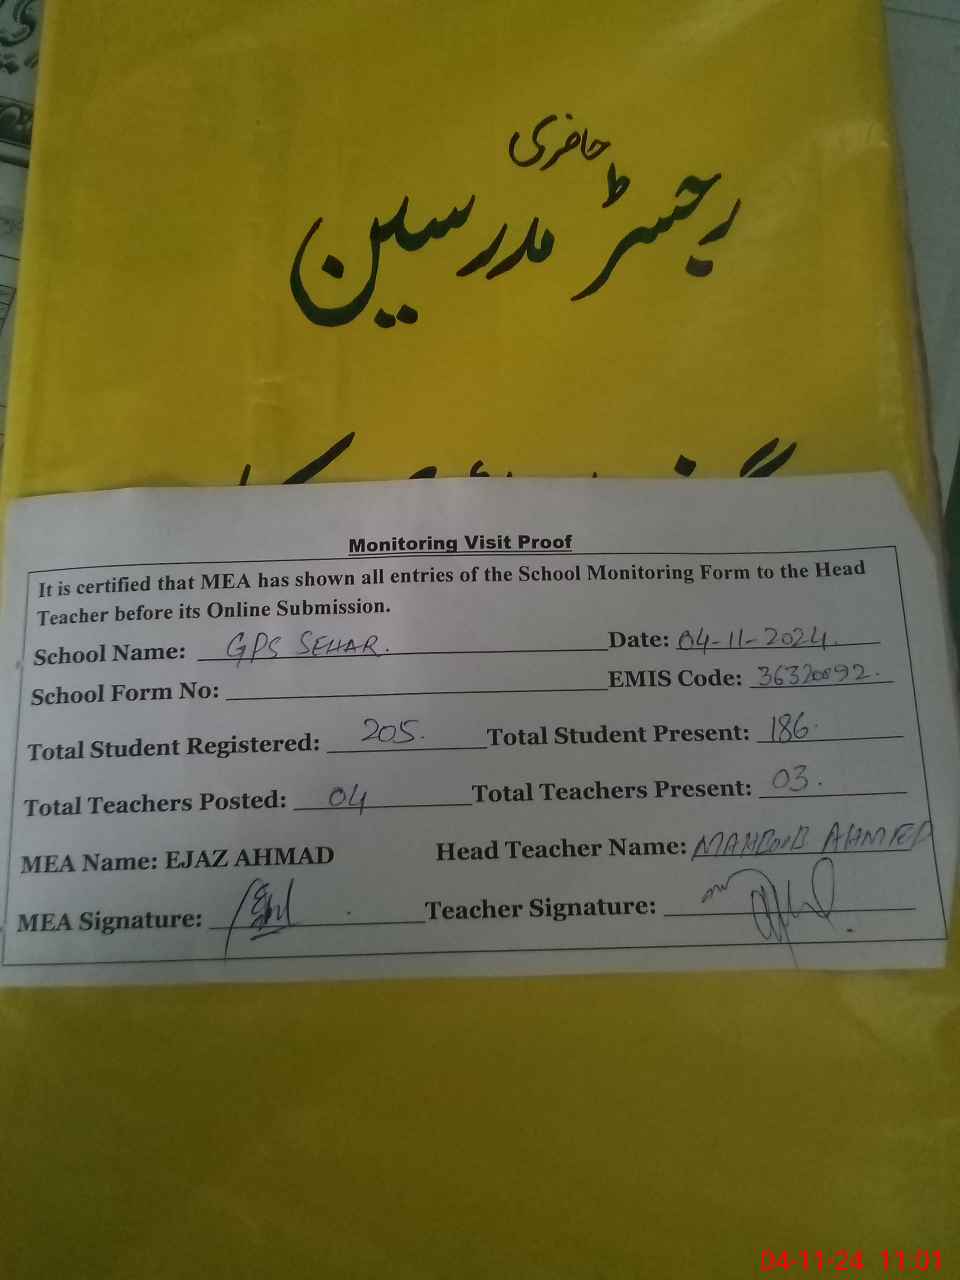 حاضری
رجسٹر مدرسین
Monitoring Visit Proof
It is certified that MEA has shown all entries of the School Monitoring Form to the Head
Teacher before its Online Submission.
School Name: GPS SEHAR. Date: 04-11-2024.
School Form No: EMIS Code: 36320092.
Total Student Registered: 205. Total Student Present: 186.
Total Teachers Posted: 04 Total Teachers Present: 03.
MEA Name: EJAZ AHMAD Head Teacher Name: MAHBOOB AHMED
MEA Signature: Teacher Signature:
04-11-24 11:01